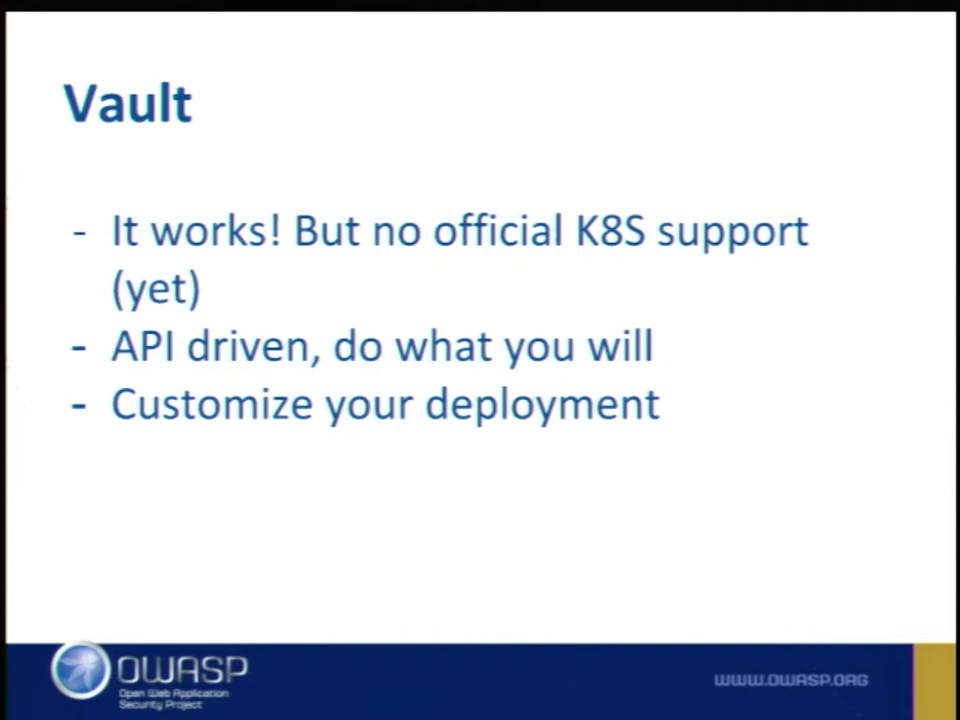 Vault
- It works! But no official K8S support
(yet)
- API driven, do what you will
- Customize your deployment
OWASP
Open Web Application
Security Project
WWW.OWASP.ORG